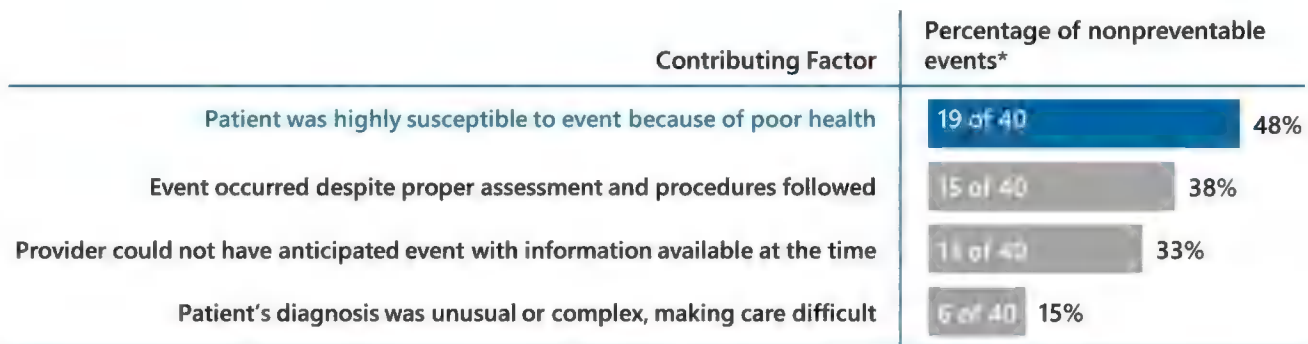 Contributing Factor
Percentage of nonpreventable
events*
Patient was highly susceptible to event because of poor health
19 of 40
48%
Event occurred despite proper assessment and procedures followed
15 of 40
38%
Provider could not have anticipated event with information available at the time
of 40
33%
Patient's diagnosis was unusual or complex, making care difficult
6 of 40
15%